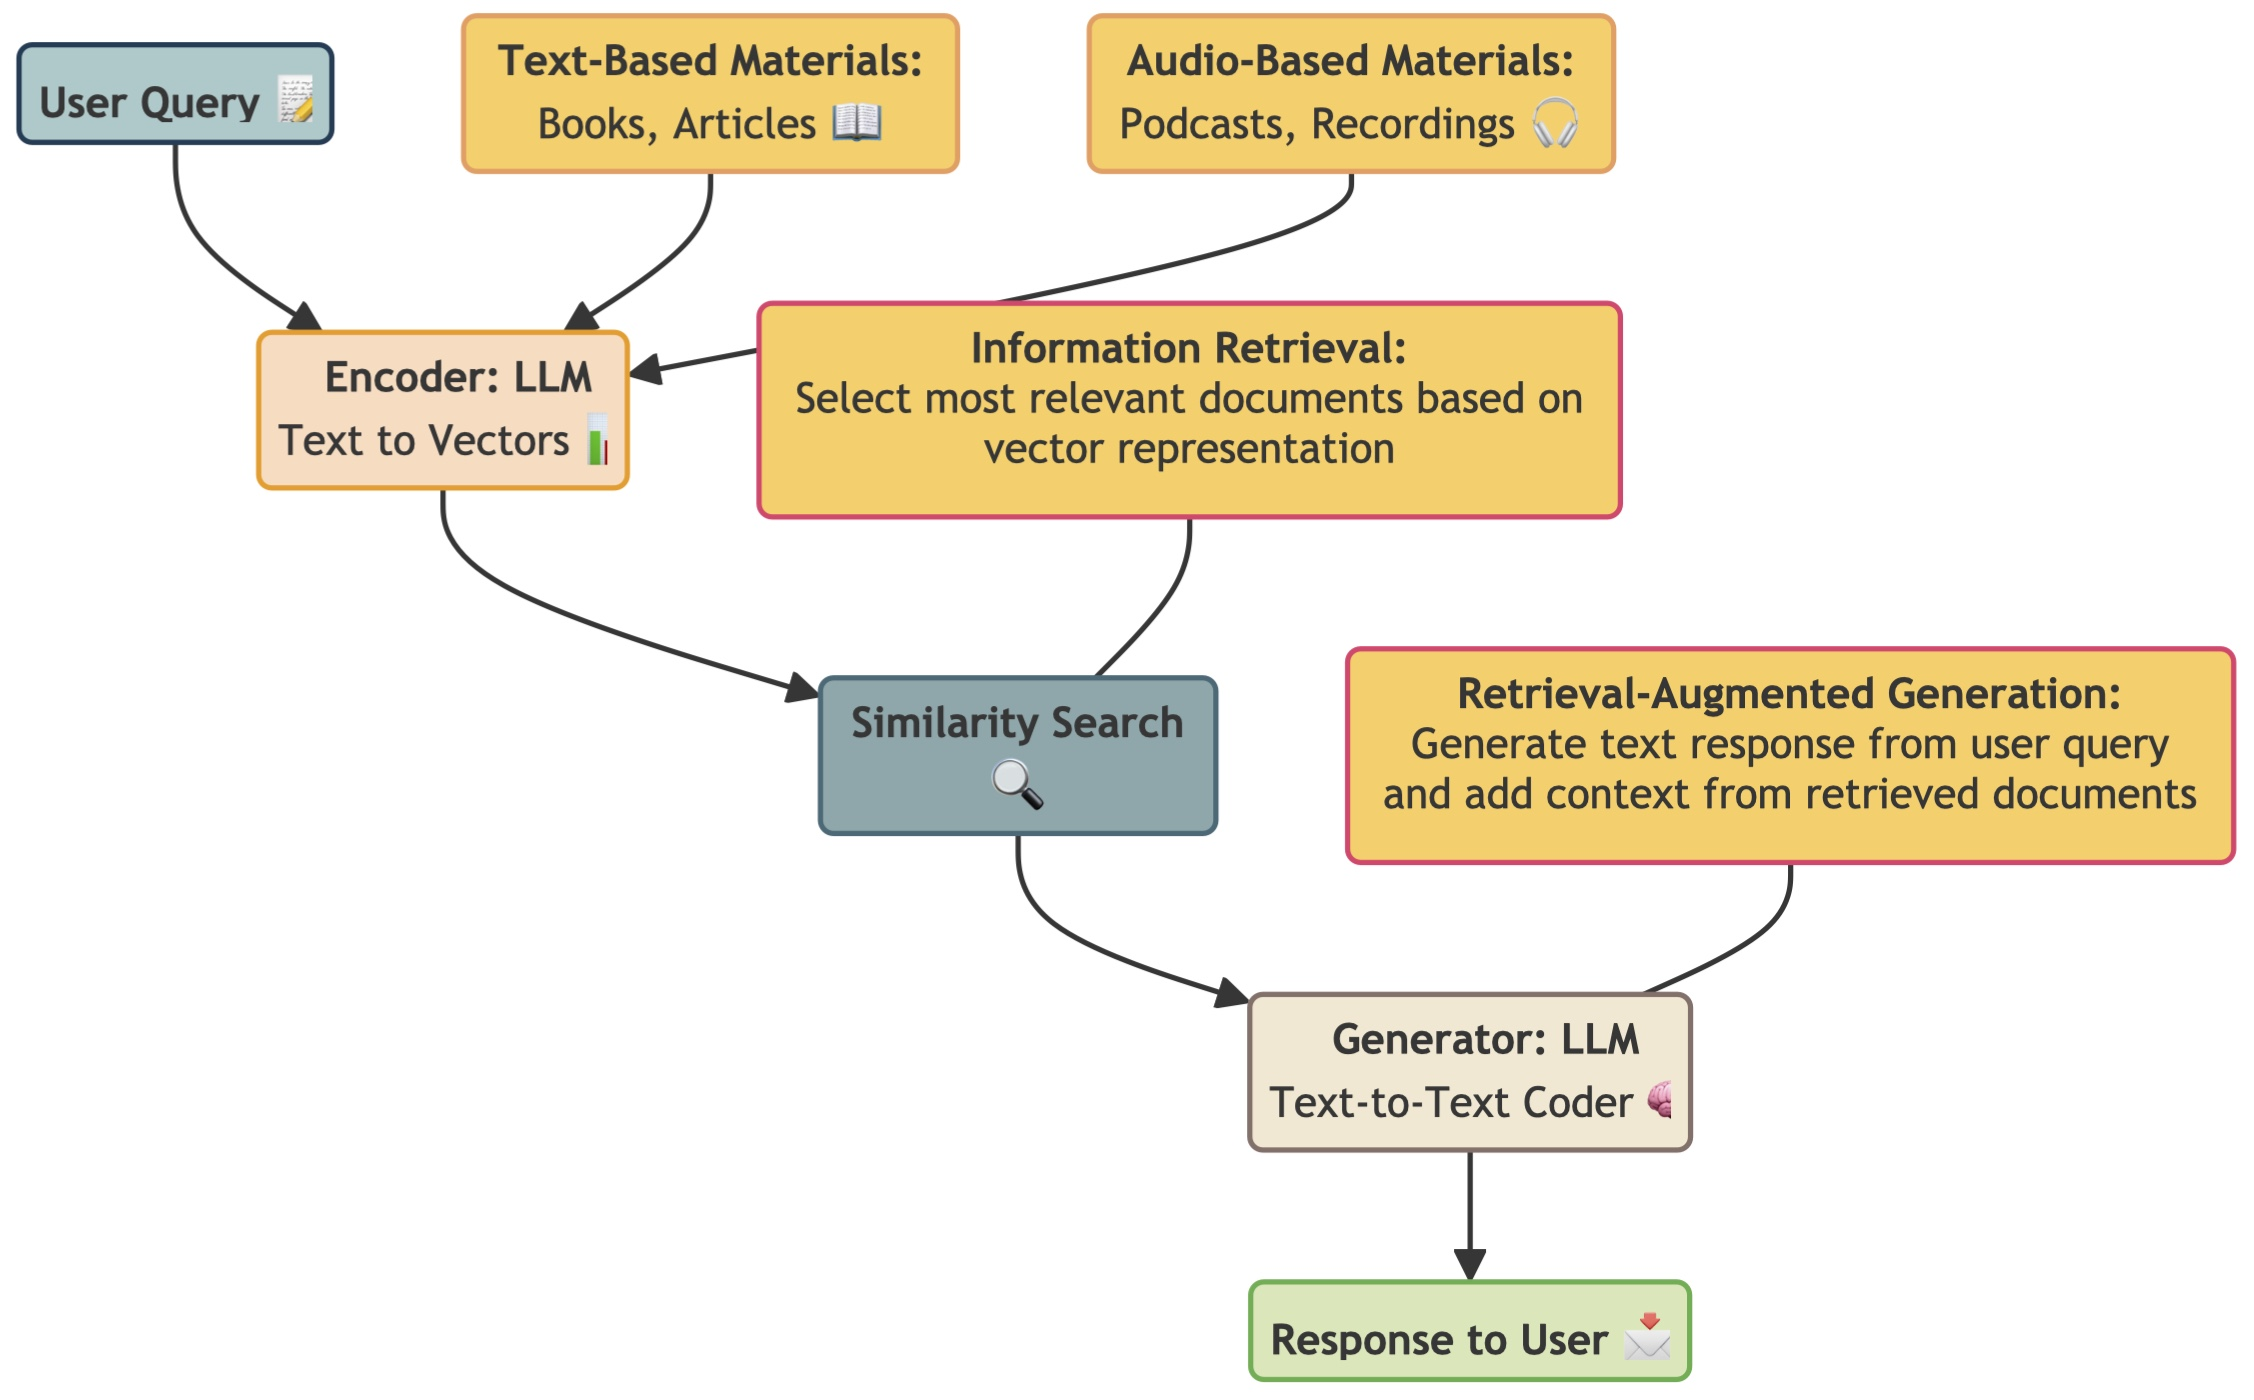 User Query
Text-Based Materials:
Books, Articles
Audio-Based Materials:
Podcasts, Recordings
Encoder: LLM
Text to Vectors
Information Retrieval:
Select most relevant documents based on
vector representation
Similarity Search
Retrieval-Augmented Generation:
Generate text response from user query
and add context from retrieved documents
Generator: LLM
Text-to-Text Coder
Response to User